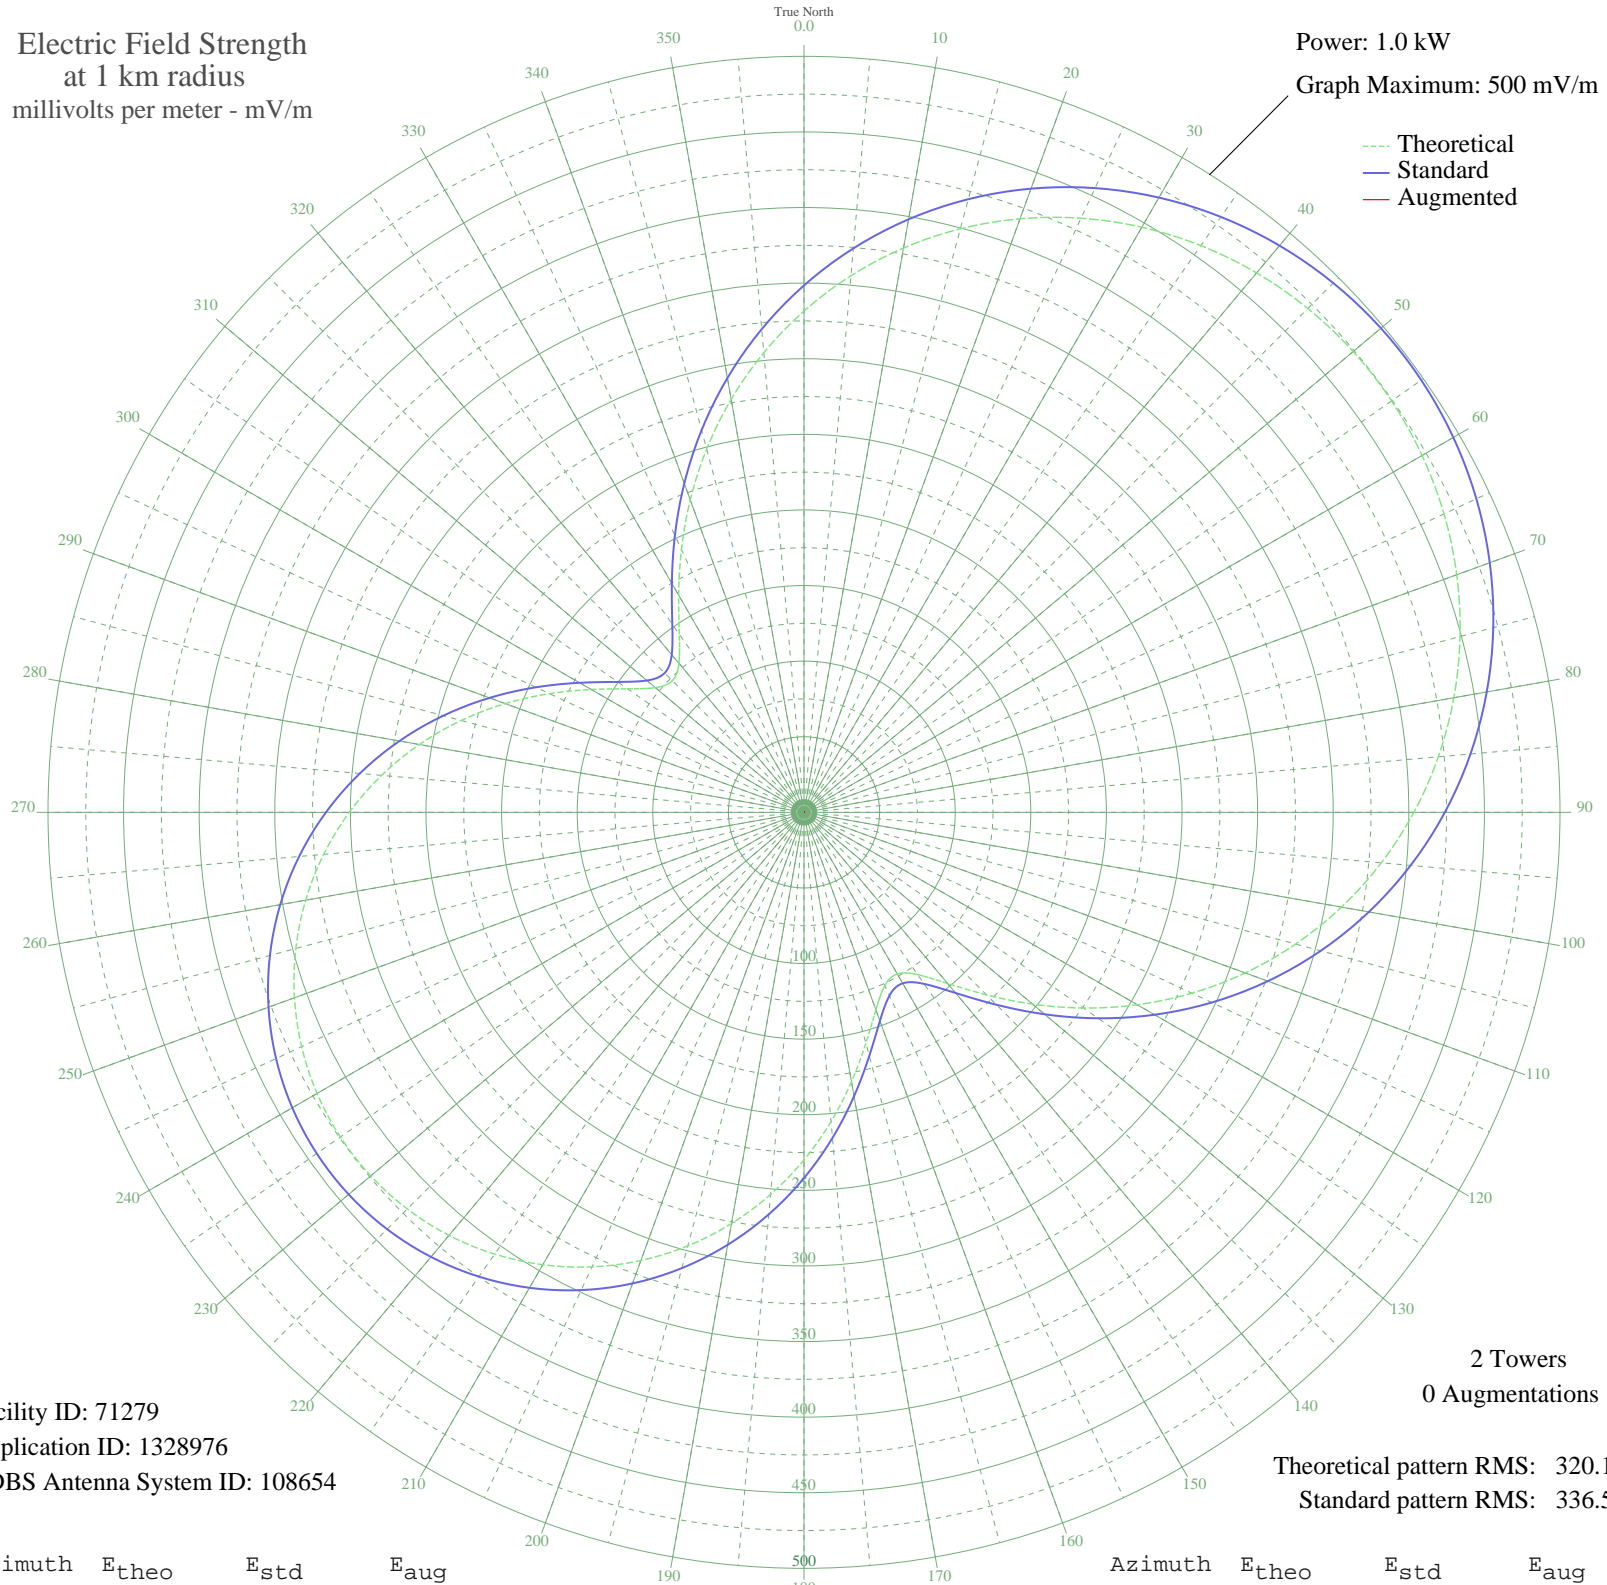 True North
0.0
Electric Field Strength
at 1 km radius
millivolts per meter - mV/m
Power: 1.0 kW
Graph Maximum: 500 mV/m
Theoretical
Standard
Augmented
10
20
30
40
50
60
70
80
90
100
110
120
130
140
150
160
170
190
200
210
220
230
240
250
260
270
280
290
300
310
320
330
340
350
100
150
200
250
300
350
400
450
500
2 Towers
0 Augmentations
cility ID: 71279
plication ID: 1328976
DBS Antenna System ID: 108654
Theoretical pattern RMS: 320.1
Standard pattern RMS: 336.5
imuth Etheo Estd Eaug
Azimuth Etheo Estd Eaug